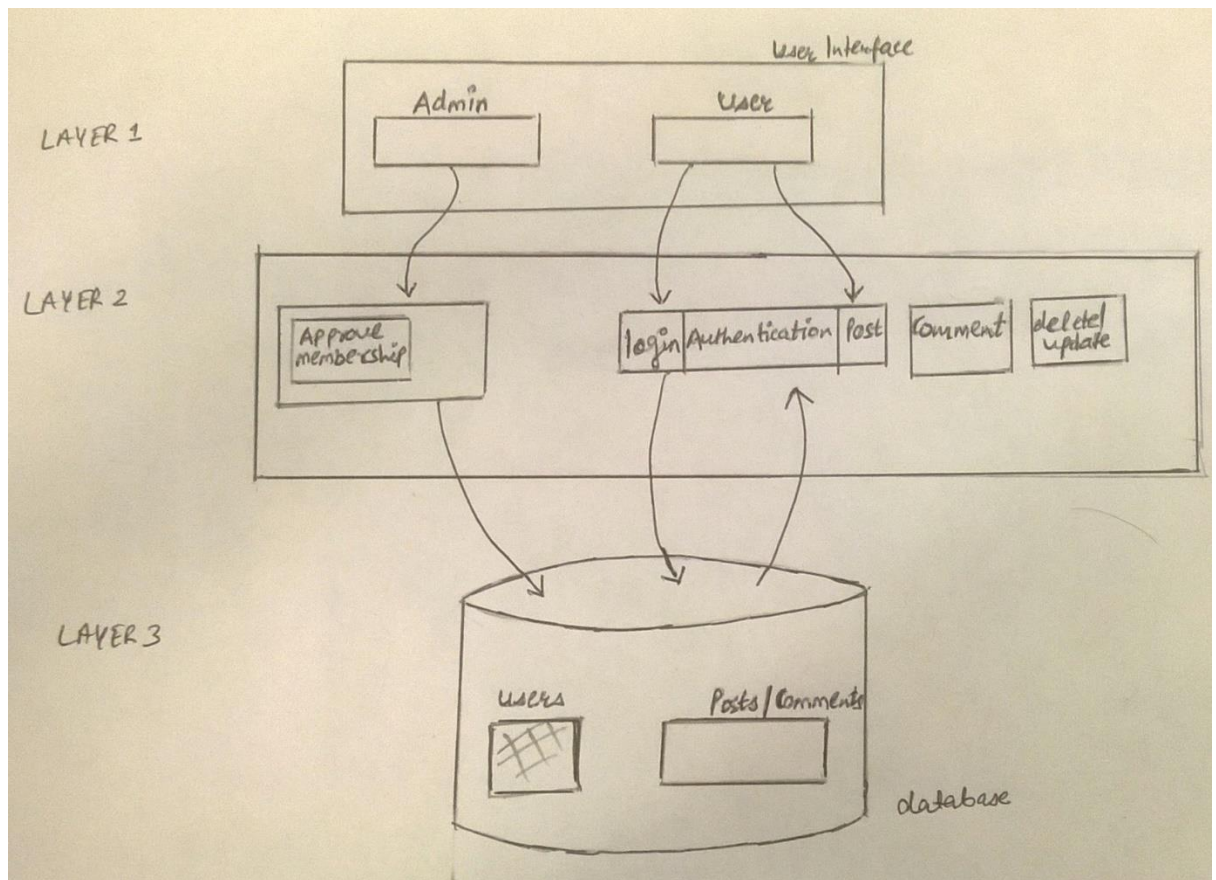 User Interface
Admin
User
LAYER 1
LAYER 2
Approve
membership
login
Authentication
Post
Comment
delete/
update
LAYER 3
users
Posts/Comments
database